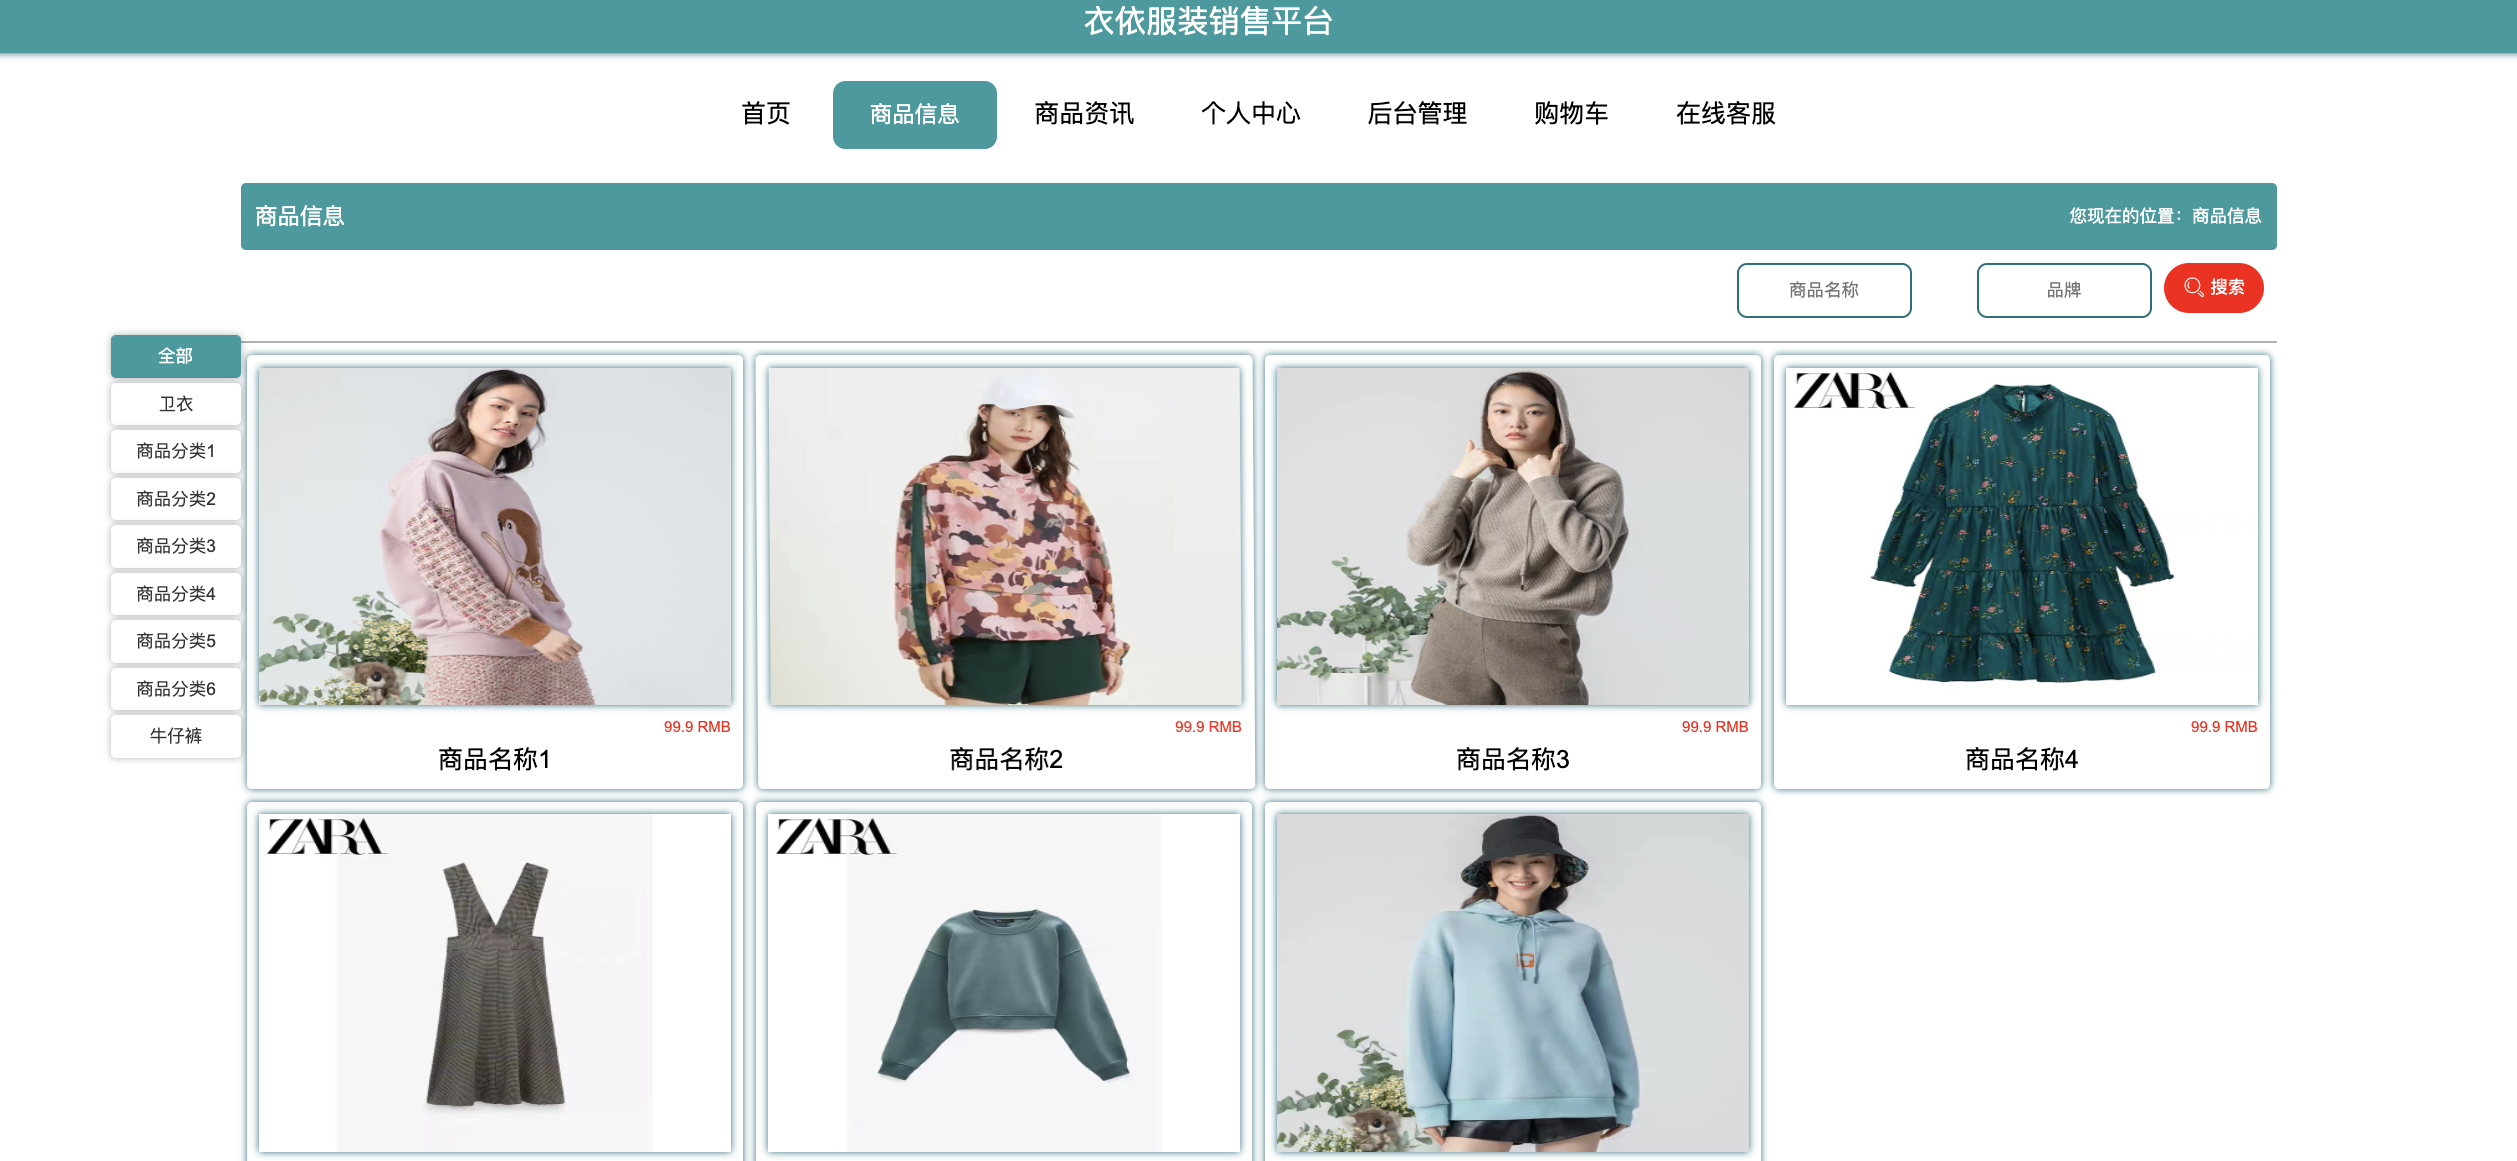 衣依服装销售平台
首页 商品信息 商品资讯 个人中心 后台管理 购物车 在线客服
商品信息 您现在的位置：商品信息
商品名称 品牌 搜索
全部
卫衣
商品分类1
商品分类2
商品分类3
商品分类4
商品分类5
商品分类6
牛仔裤
ZARA
99.9 RMB 99.9 RMB 99.9 RMB 99.9 RMB
商品名称1 商品名称2 商品名称3 商品名称4
ZARA ZARA